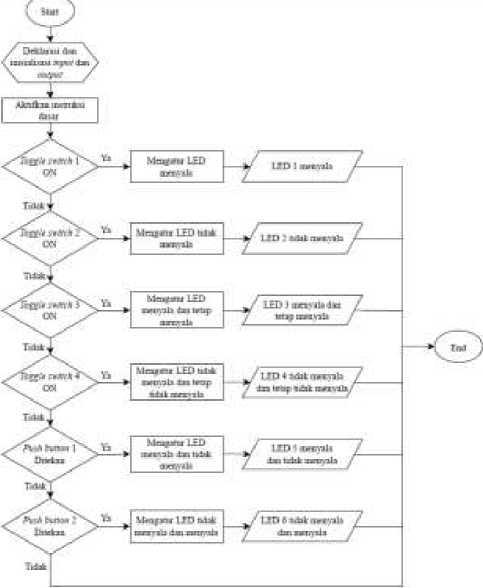 Start
Deklarasi dan
inisialisasi input dan
output
Aktifkan instruksi
dasar
Toggle switch 1
ON
Ya
Mengatur LED
menyala
LED 1 menyala
Tidak
Toggle switch 2
ON
Ya
Mengatur LED tidak
menyala
LED 2 tidak menyala
Tidak
Toggle switch 3
ON
Ya
Mengatur LED
menyala dan tetap
menyala
LED 3 menyala dan
tetap menyala
End
Tidak
Toggle switch 4
ON
Ya
Mengatur LED tidak
menyala dan tetap
tidak menyala
LED 4 tidak menyala
dan tetap tidak menyala
Tidak
Push button 1
Ditekan
Ya
Mengatur LED
menyala dan tidak
menyala
LED 5 menyala
dan tidak menyala
Tidak
Push button 2
Ditekan
Ya
Mengatur LED tidak
menyala dan menyala
LED 6 tidak menyala
dan menyala
Tidak